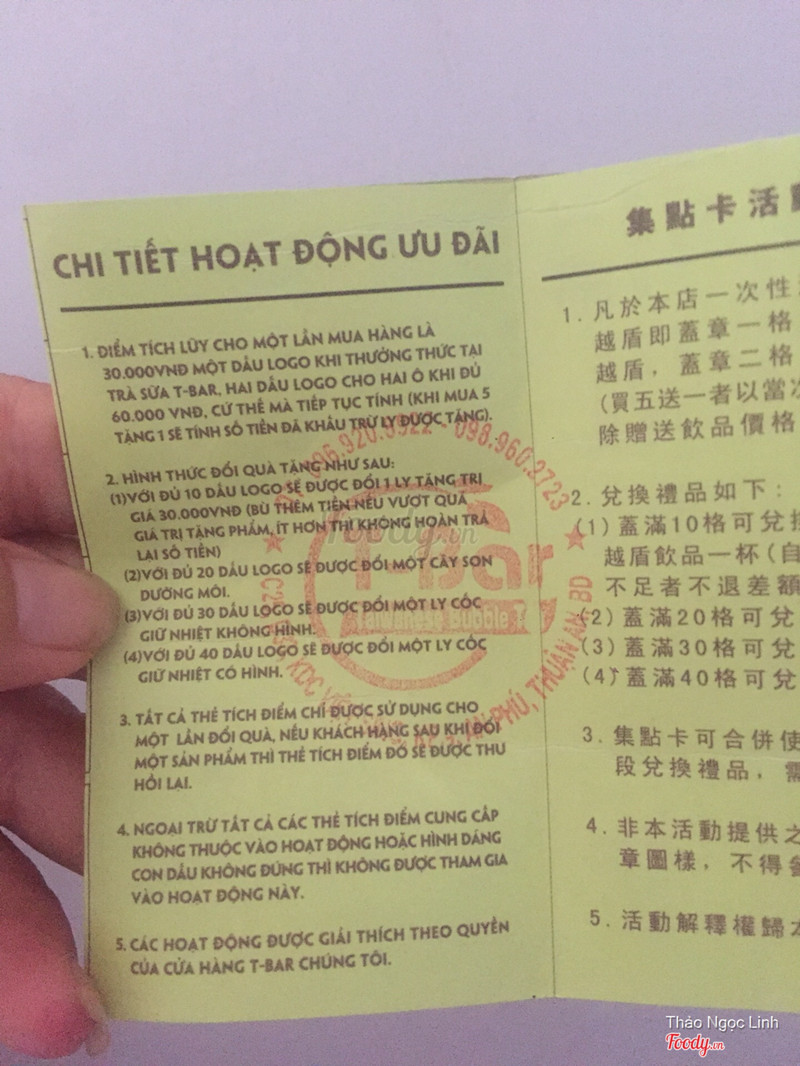 CHI TIẾT HOẠT ĐỘNG ƯU ĐÃI
1. ĐIỂM TÍCH LŨY CHO MỘT LẦN MUA HÀNG LÀ
30.000VNĐ MỘT DẤU LOGO KHI THƯỞNG THỨC TẠI
TRÀ SỮA T-BAR, HAI DẤU LOGO CHO HAI Ô KHI ĐỦ
60.000 VNĐ, CỨ THẾ MÀ TIẾP TỤC TÍNH (KHI MUA 5
TẶNG 1 SẼ TÍNH SỐ TIỀN ĐÃ KHẤU TRỪ LY ĐƯỢC TẶNG).
2. HÌNH THỨC ĐỔI QUÀ TẶNG NHƯ SAU:
(1)VỚI ĐỦ 10 DẤU LOGO SẼ ĐƯỢC ĐỔI 1 LY TẶNG TRỊ
GIÁ 30.000VNĐ (BÙ THÊM TIỀN NẾU VƯỢT QUÁ
GIÁ TRỊ TẶNG PHẨM, ÍT HƠN THÌ KHÔNG HOÀN TRẢ
LẠI SỐ TIỀN)
(2)VỚI ĐỦ 20 DẤU LOGO SẼ ĐƯỢC ĐỔI MỘT CÂY SON
DƯỠNG MÔI.
(3)VỚI ĐỦ 30 DẤU LOGO SẼ ĐƯỢC ĐỔI MỘT LY CỐC
GIỮ NHIỆT KHÔNG HÌNH.
(4)VỚI ĐỦ 40 DẤU LOGO SẼ ĐƯỢC ĐỔI MỘT LY CỐC
GIỮ NHIỆT CÓ HÌNH.
3. TẤT CẢ THẺ TÍCH ĐIỂM CHỈ ĐƯỢC SỬ DỤNG CHO
MỘT LẦN ĐỔI QUÀ, NẾU KHÁCH HÀNG SAU KHI ĐỔI
MỘT SẢN PHẨM THÌ THẺ TÍCH ĐIỂM ĐÓ SẼ ĐƯỢC THU
HỒI LẠI.
4. NGOẠI TRỪ TẤT CẢ CÁC THẺ TÍCH ĐIỂM CUNG CẤP
KHÔNG THUỘC VÀO HOẠT ĐỘNG HOẶC HÌNH DÁNG
CON DẤU KHÔNG ĐÚNG THÌ KHÔNG ĐƯỢC THAM GIA
VÀO HOẠT ĐỘNG NÀY.
5. CÁC HOẠT ĐỘNG ĐƯỢC GIẢI THÍCH THEO QUYỀN
CỦA CỬA HÀNG T-BAR CHÚNG TÔI.
集點卡活
1. 凡於本店一次性
越盾即蓋章一格
越盾，蓋章二格
(買五送一者以當次
除贈送飲品價格
2. 兌換禮品如下：
(1) 蓋滿10格可兌
越盾飲品一杯(自
不足者不退差額
(2) 蓋滿20格可兌
(3) 蓋滿30格可兌
(4) 蓋滿40格可兌
3. 集點卡可合併使
段兌換禮品，需
4. 非本活動提供之
章圖樣，不得
5. 活動解釋權歸本
098.960.2723
T-Bar
Taiwanese Bubble T
PHÚ, THUẬN AN, BD
foody.vn
Thảo Ngọc Linh
Foody.vn